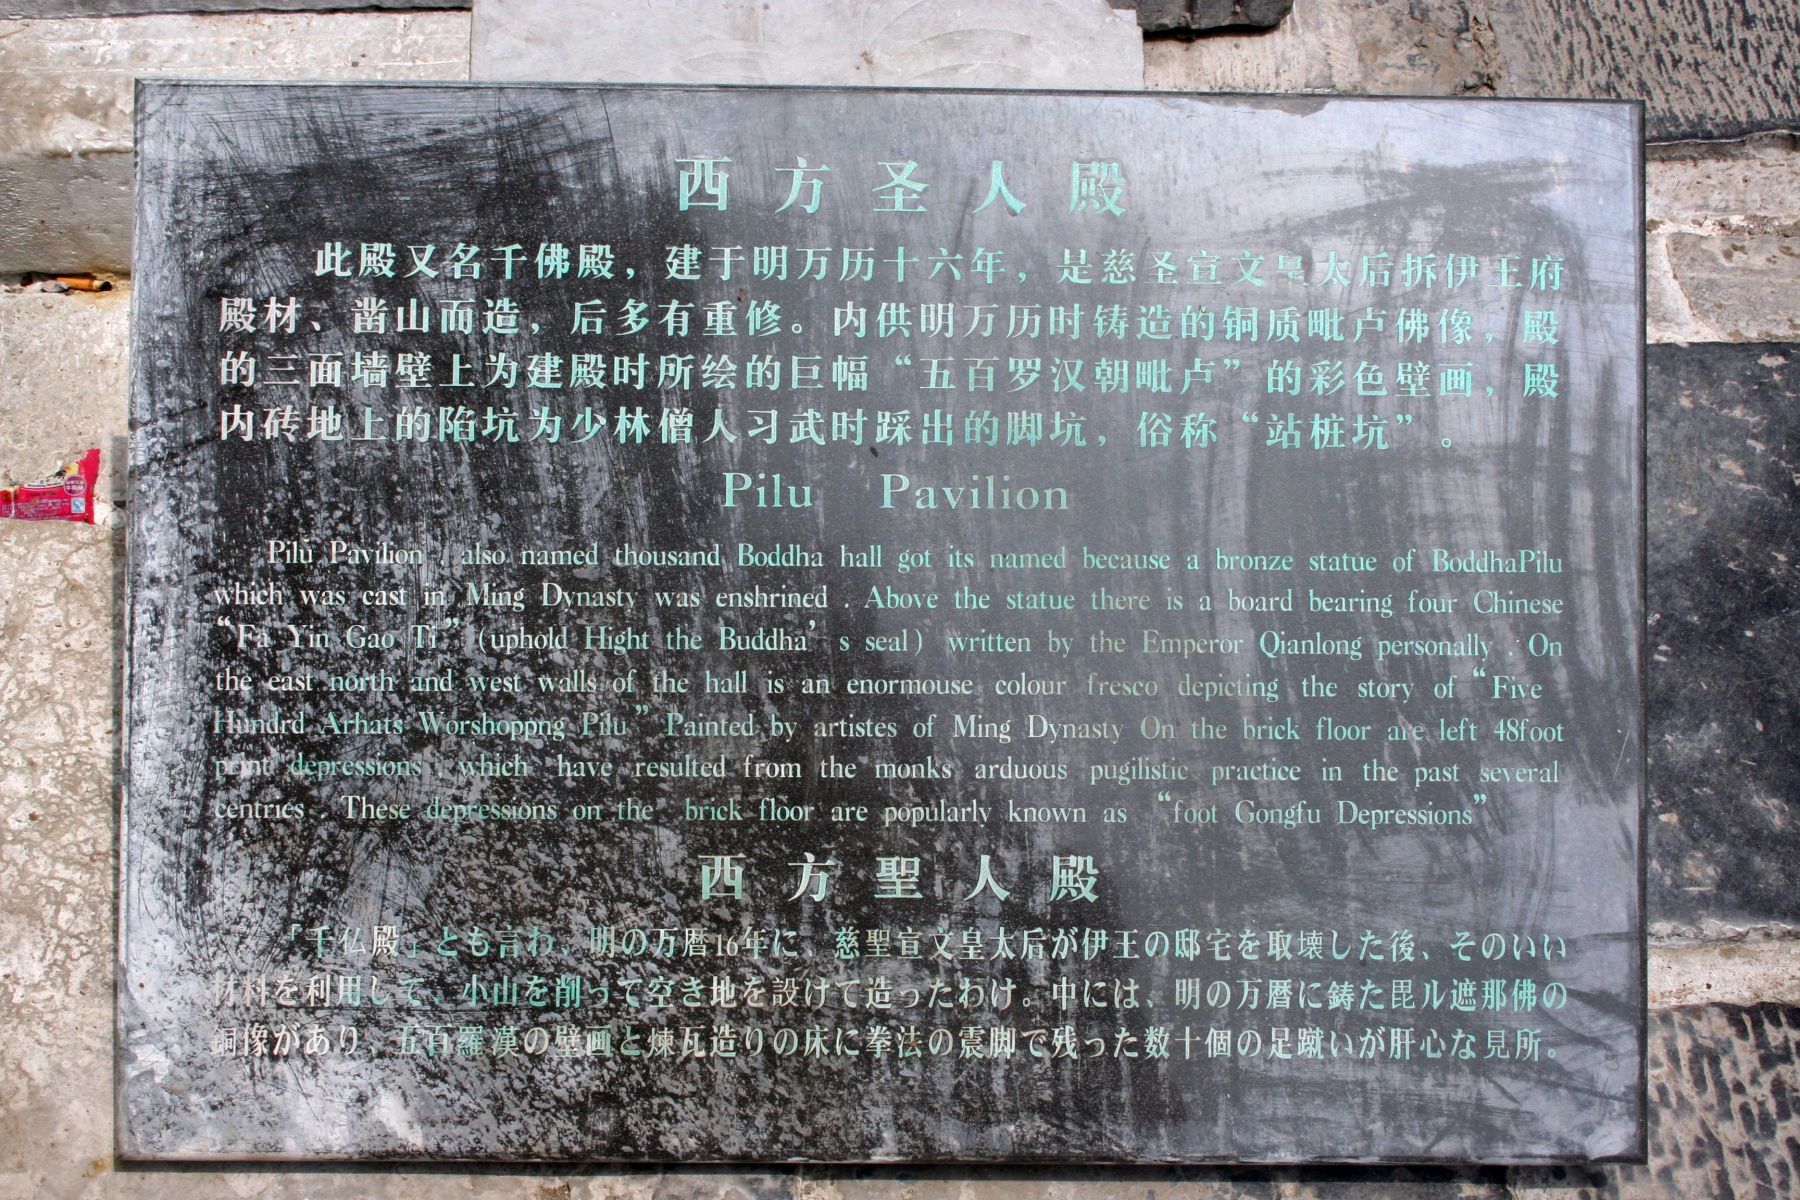 西方圣人殿
此殿又名千佛殿，建于明万历十六年，是慈圣宣文皇太后拆伊王府
殿材、凿山而造，后多有重修。内供明万历时铸造的铜质毗卢佛像，殿
的三面墙壁上为建殿时所绘的巨幅“五百罗汉朝毗卢”的彩色壁画，殿
内砖地上的陷坑为少林僧人习武时踩出的脚坑，俗称“站桩坑”。
Pilu Pavilion
Pilu Pavilion , also named thousand Boddha hall got its named because a bronze statue of BoddhaPilu
which was cast in Ming Dynasty was enshrined . Above the statue there is a board bearing four Chinese
“Fa Yin Gao Ti” (uphold Hight the Buddha’s seal) written by the Emperor Qianlong personally . On
the east north and west walls of the hall is an enormouse colour fresco depicting the story of “Five
Hundrd Arhats Worshoppng Pilu” Painted by artistes of Ming Dynasty On the brick floor are left 48foot
print depressions , which have resulted from the monks arduous pugilistic practice in the past several
centries . These depressions on the brick floor are popularly known as “foot Gongfu Depressions”
西方聖人殿
「千仏殿」とも言わ、明の万暦16年に、慈聖宣文皇太后が伊王の邸宅を取壊した後、そのいい
材料を利用して、小山を削って空き地を設けて造ったわけ。中には、明の万暦に鋳た毘ル遮那佛の
銅像があり、五百羅漢の壁画と煉瓦造りの床に拳法の震脚で残った数十個の足蹴いが肝心な見所。